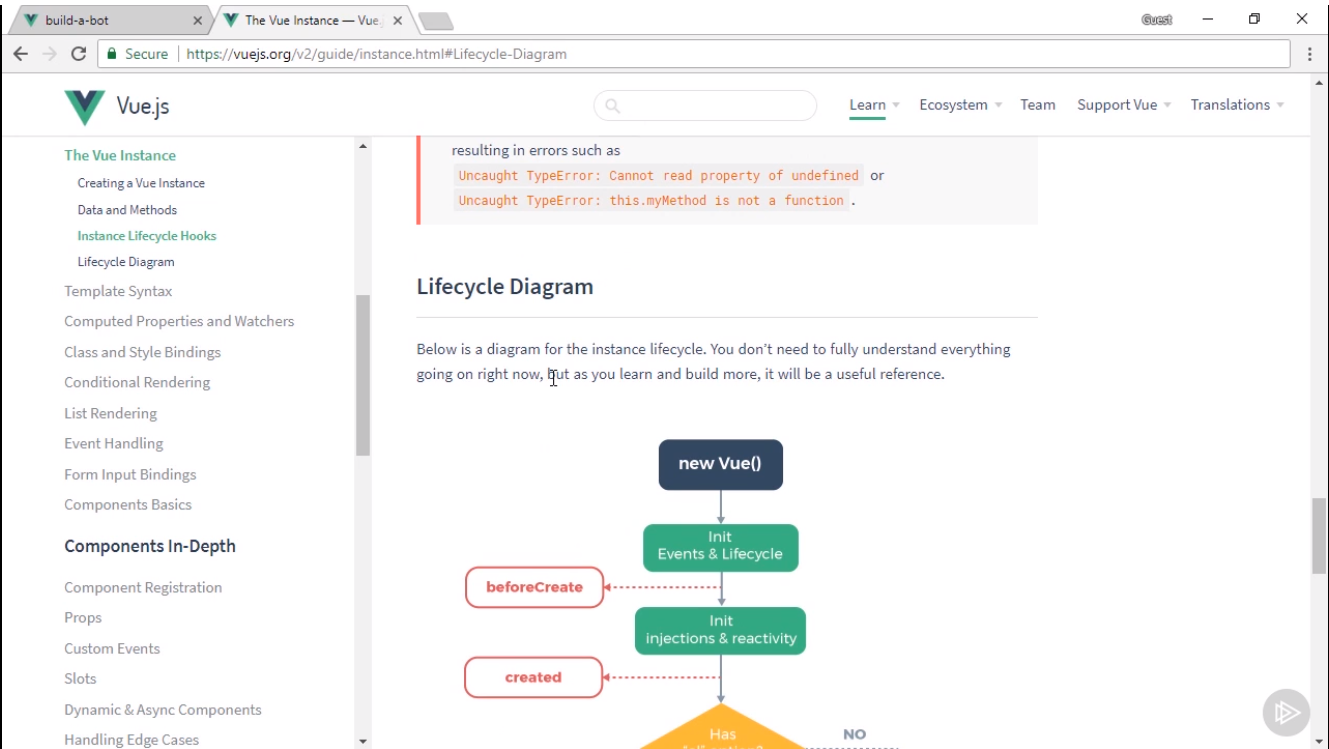 build-a-bot
The Vue Instance — Vue.
Guest
Secure
https://vuejs.org/v2/guide/instance.html#Lifecycle-Diagram
Vue.js
Learn
Ecosystem
Team
Support Vue
Translations
The Vue Instance
Creating a Vue Instance
Data and Methods
Instance Lifecycle Hooks
Lifecycle Diagram
Template Syntax
Computed Properties and Watchers
Class and Style Bindings
Conditional Rendering
List Rendering
Event Handling
Form Input Bindings
Components Basics
Components In-Depth
Component Registration
Props
Custom Events
Slots
Dynamic & Async Components
Handling Edge Cases
resulting in errors such as
Uncaught TypeError: Cannot read property of undefined or
Uncaught TypeError: this.myMethod is not a function .
Lifecycle Diagram
Below is a diagram for the instance lifecycle. You don't need to fully understand everything
going on right now, but as you learn and build more, it will be a useful reference.
new Vue()
Init
Events & Lifecycle
beforeCreate
Init
injections & reactivity
created
Has
NO